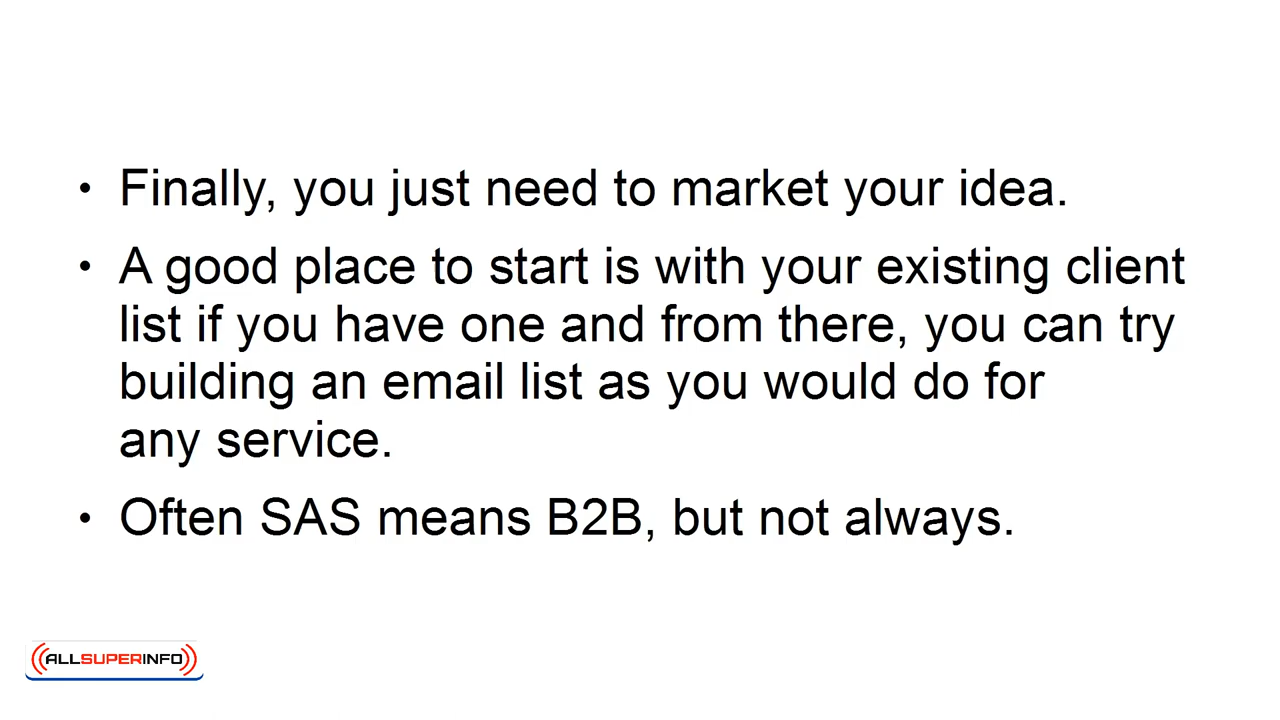 • Finally, you just need to market your idea.
• A good place to start is with your existing client
list if you have one and from there, you can try
building an email list as you would do for
any service.
• Often SAS means B2B, but not always.
ALLSUPERINFO